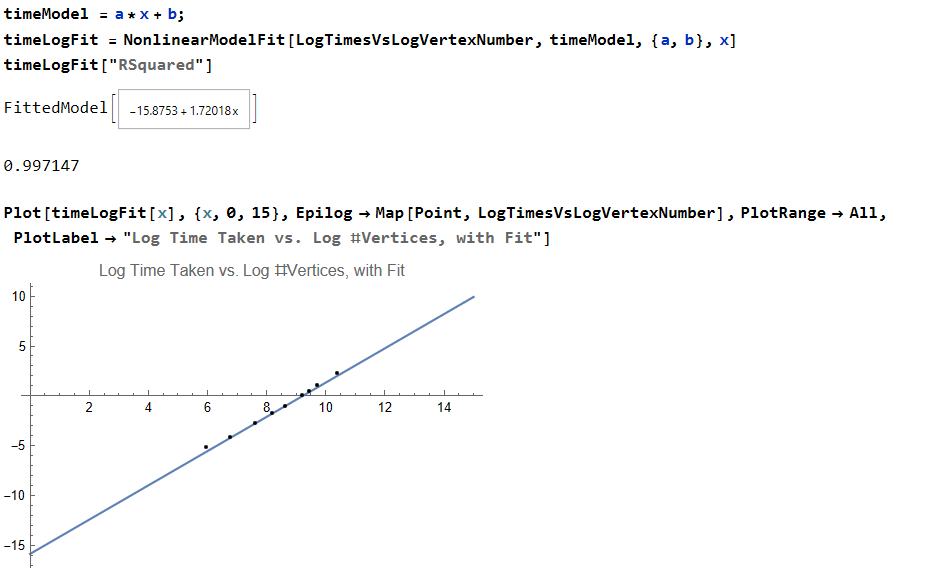 timeModel = a * x + b;
timeLogFit = NonlinearModelFit[LogTimesVsLogVertexNumber, timeModel, {a, b}, x]
timeLogFit["RSquared"]
FittedModel[ -15.8753 + 1.72018 x ]
0.997147
Plot[timeLogFit[x], {x, 0, 15}, Epilog → Map[Point, LogTimesVsLogVertexNumber], PlotRange → All,
PlotLabel → "Log Time Taken vs. Log #Vertices, with Fit"]
Log Time Taken vs. Log #Vertices, with Fit
10
5
2 4 6 8 10 12 14
-5
-10
-15